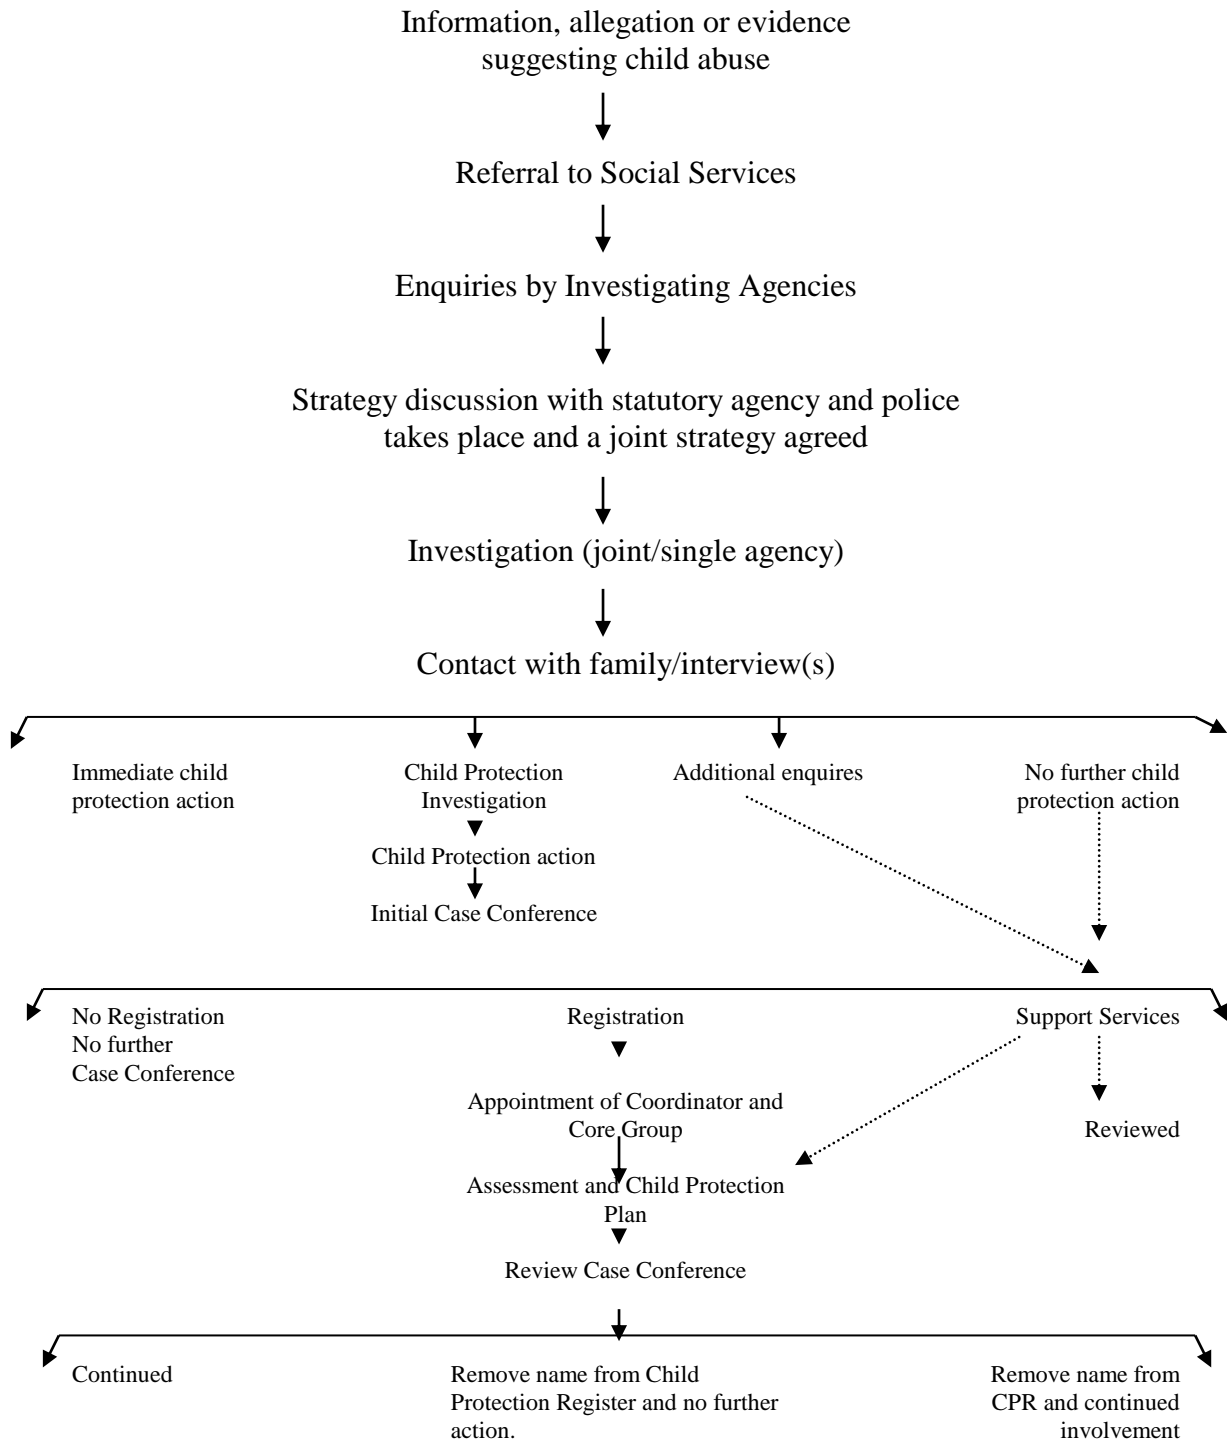 Information, allegation or evidence
suggesting child abuse
Referral to Social Services
Enquiries by Investigating Agencies
Strategy discussion with statutory agency and police
takes place and a joint strategy agreed
Investigation (joint/single agency)
Contact with family/interview(s)
Immediate child
protection action
Child Protection
Investigation
Child Protection action
Initial Case Conference
Additional enquires
No further child
protection action
No Registration
No further
Case Conference
Registration
Appointment of Coordinator and
Core Group
Assessment and Child Protection
Plan
Review Case Conference
Support Services
Reviewed
Continued
Remove name from Child
Protection Register and no further
action.
Remove name from
CPR and continued
involvement